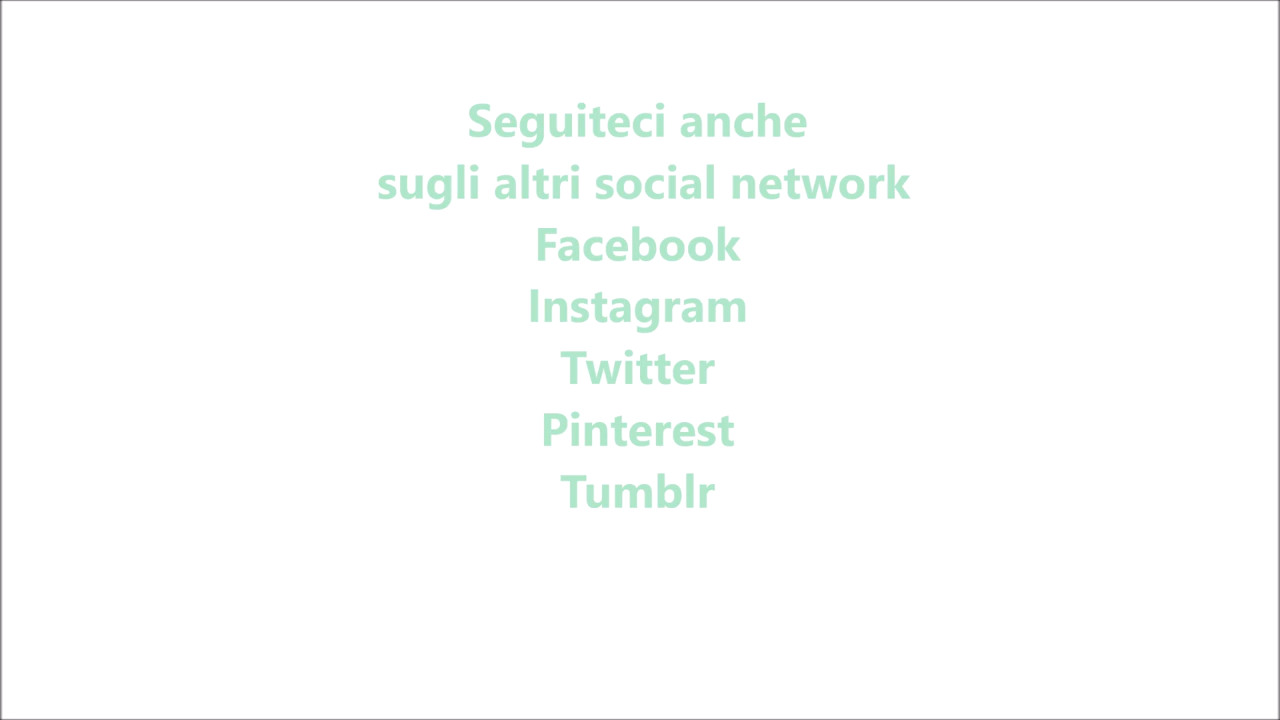 Seguiteci anche
sugli altri social network
Facebook
Instagram
Twitter
Pinterest
Tumblr